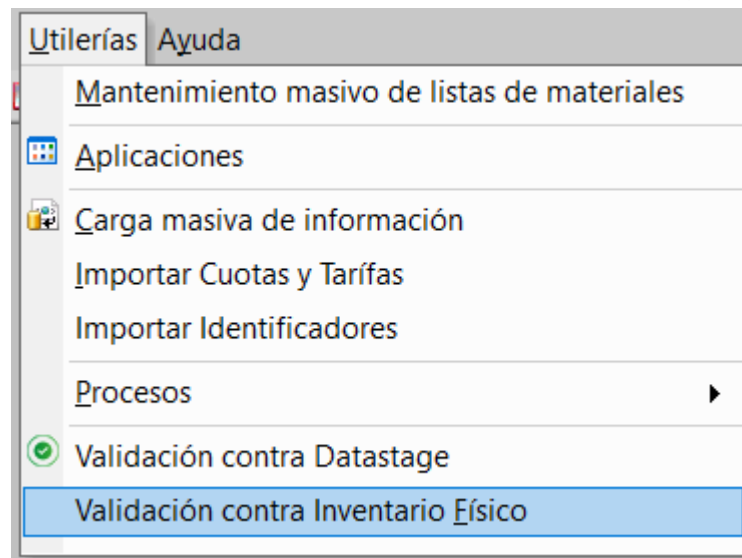 Utilerías Ayuda
Mantenimiento masivo de listas de materiales
Aplicaciones
Carga masiva de información
Importar Cuotas y Tarífas
Importar Identificadores
Procesos
Validación contra Datastage
Validación contra Inventario Físico